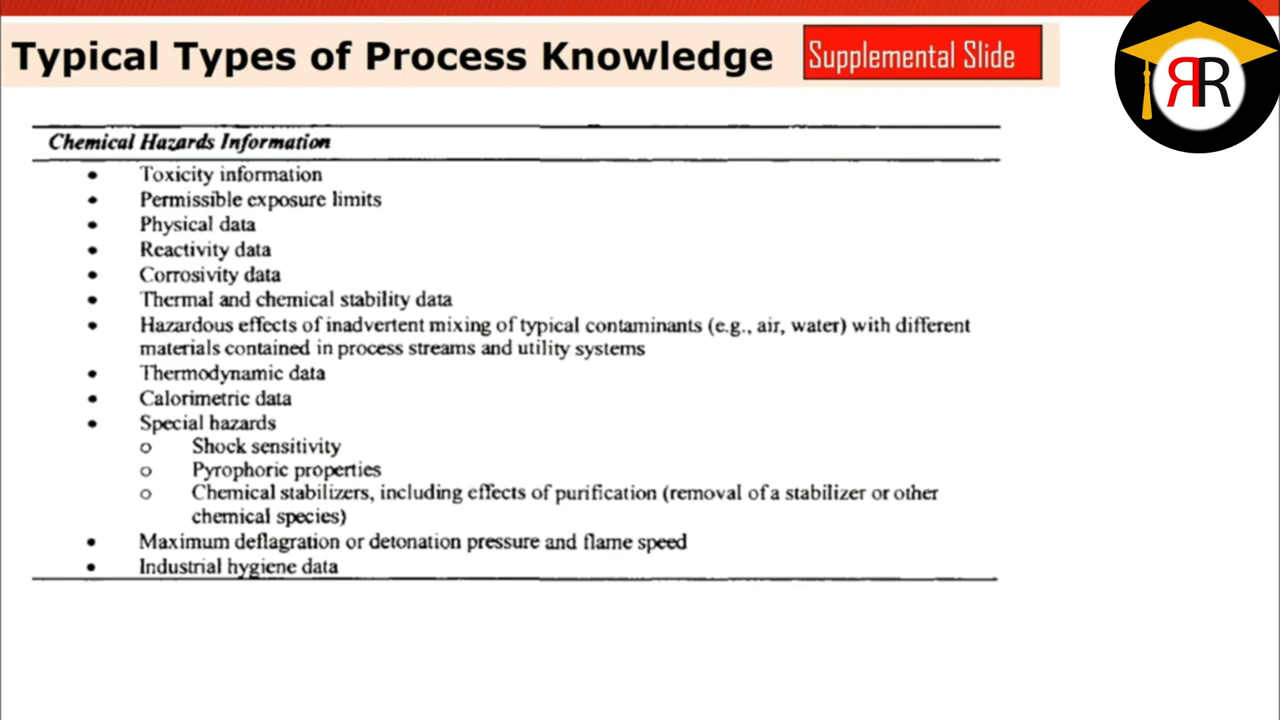 Typical Types of Process Knowledge
Supplemental Slide
ЯR
Chemical Hazards Information
• Toxicity information
• Permissible exposure limits
• Physical data
• Reactivity data
• Corrosivity data
• Thermal and chemical stability data
• Hazardous effects of inadvertent mixing of typical contaminants (e.g., air, water) with different
materials contained in process streams and utility systems
• Thermodynamic data
• Calorimetric data
• Special hazards
o Shock sensitivity
o Pyrophoric properties
o Chemical stabilizers, including effects of purification (removal of a stabilizer or other
chemical species)
• Maximum deflagration or detonation pressure and flame speed
• Industrial hygiene data